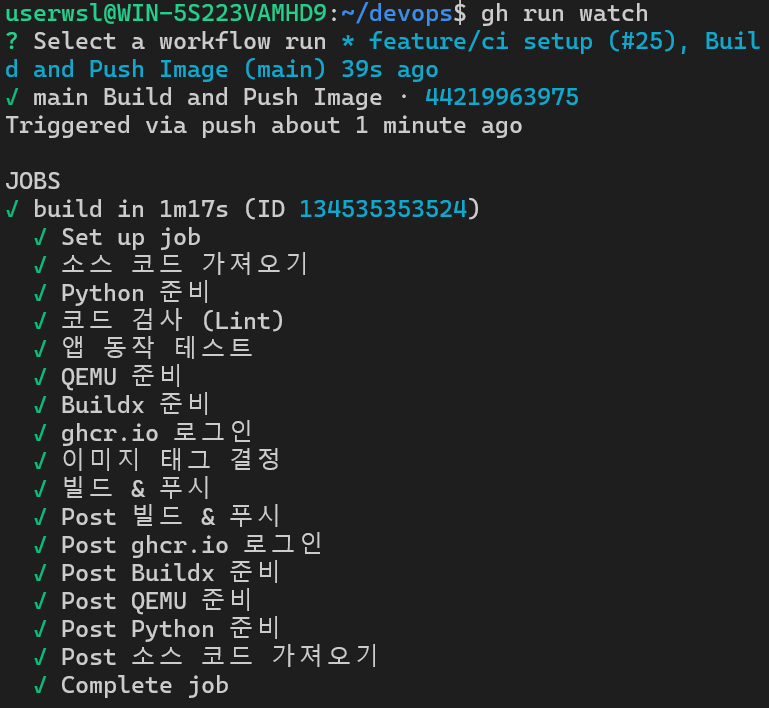 userwsl@WIN-5S223VAMHD9:~/devops$ gh run watch
? Select a workflow run * feature/ci setup (#25), Buil
d and Push Image (main) 39s ago
✓ main Build and Push Image · 44219963975
Triggered via push about 1 minute ago
JOBS
✓ build in 1m17s (ID 134535353524)
✓ Set up job
✓ 소스 코드 가져오기
✓ Python 준비
✓ 코드 검사 (Lint)
✓ 앱 동작 테스트
✓ QEMU 준비
✓ Buildx 준비
✓ ghcr.io 로그인
✓ 이미지 태그 결정
✓ 빌드 & 푸시
✓ Post 빌드 & 푸시
✓ Post ghcr.io 로그인
✓ Post Buildx 준비
✓ Post QEMU 준비
✓ Post Python 준비
✓ Post 소스 코드 가져오기
✓ Complete job